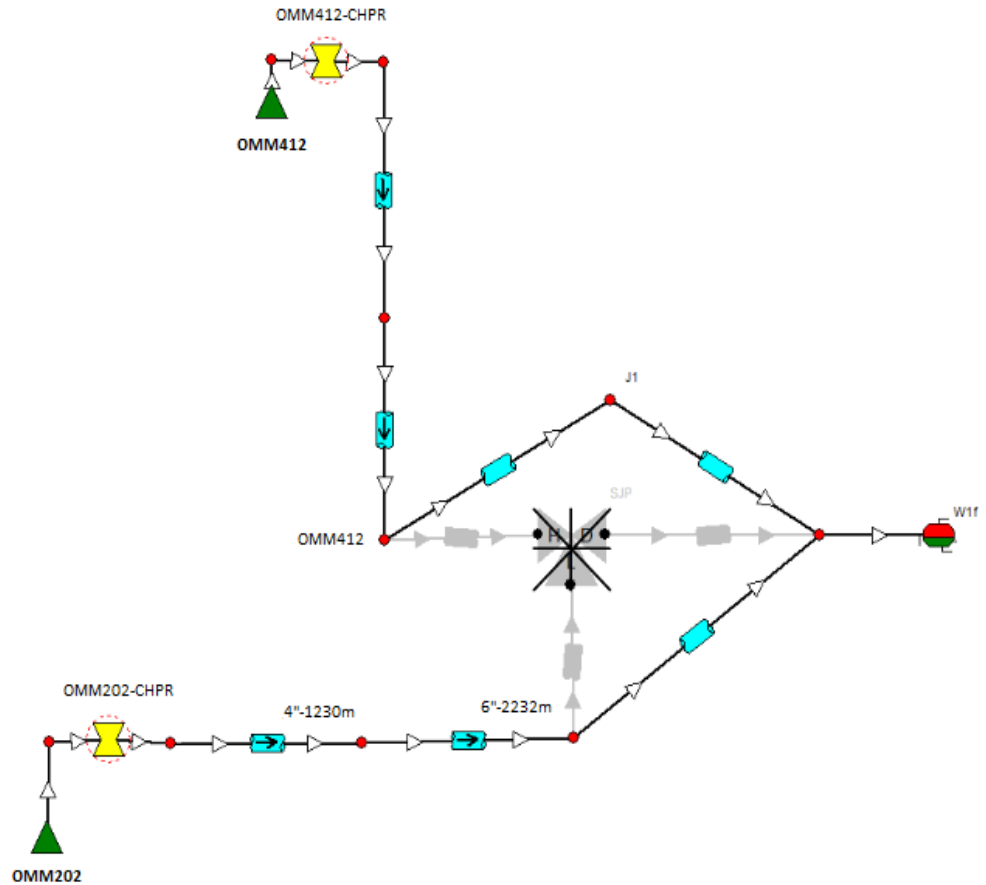 OMM412-CHPR
OMM412
J1
SJP
W1f
OMM412
H D
L
OMM202-CHPR
4"-1230m
6"-2232m
OMM202